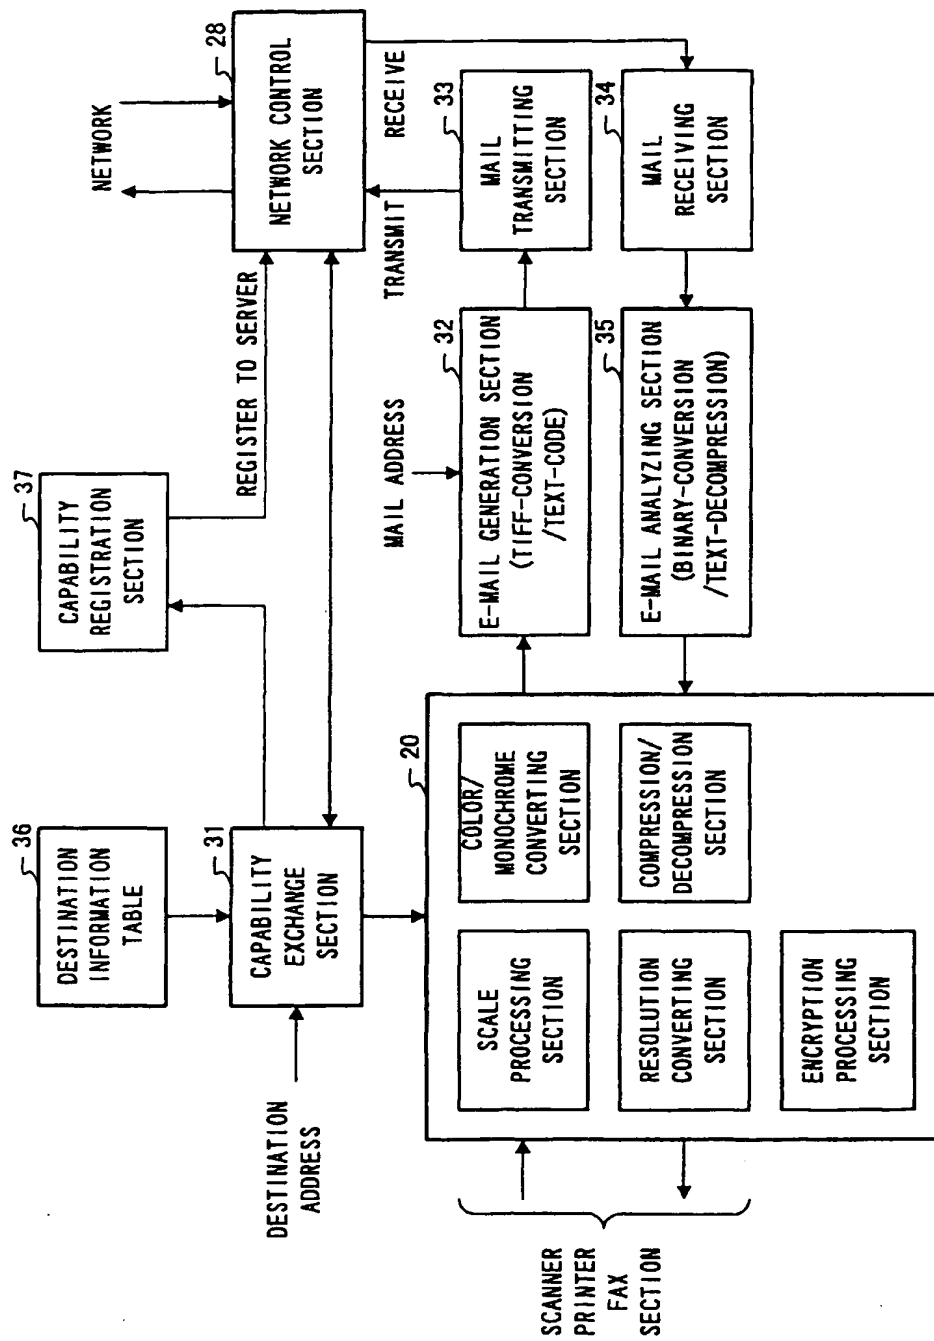 36
DESTINATION
INFORMATION
TABLE
37
CAPABILITY
REGISTRATION
SECTION
REGISTER TO SERVER
NETWORK
28
NETWORK CONTROL
SECTION
DESTINATION
ADDRESS
31
CAPABILITY
EXCHANGE
SECTION
MAIL ADDRESS
TRANSMIT
RECEIVE
20
SCALE
PROCESSING
SECTION
COLOR/
MONOCHROME
CONVERTING
SECTION
RESOLUTION
CONVERTING
SECTION
COMPRESSION/
DECOMPRESSION
SECTION
ENCRYPTION
PROCESSING
SECTION
32
E-MAIL GENERATION SECTION
(TIFF-CONVERSION
/TEXT-CODE)
33
MAIL
TRANSMITTING
SECTION
35
E-MAIL ANALYZING SECTION
(BINARY-CONVERSION
/TEXT-DECOMPRESSION)
34
MAIL
RECEIVING
SECTION
SCANNER
PRINTER
FAX
SECTION